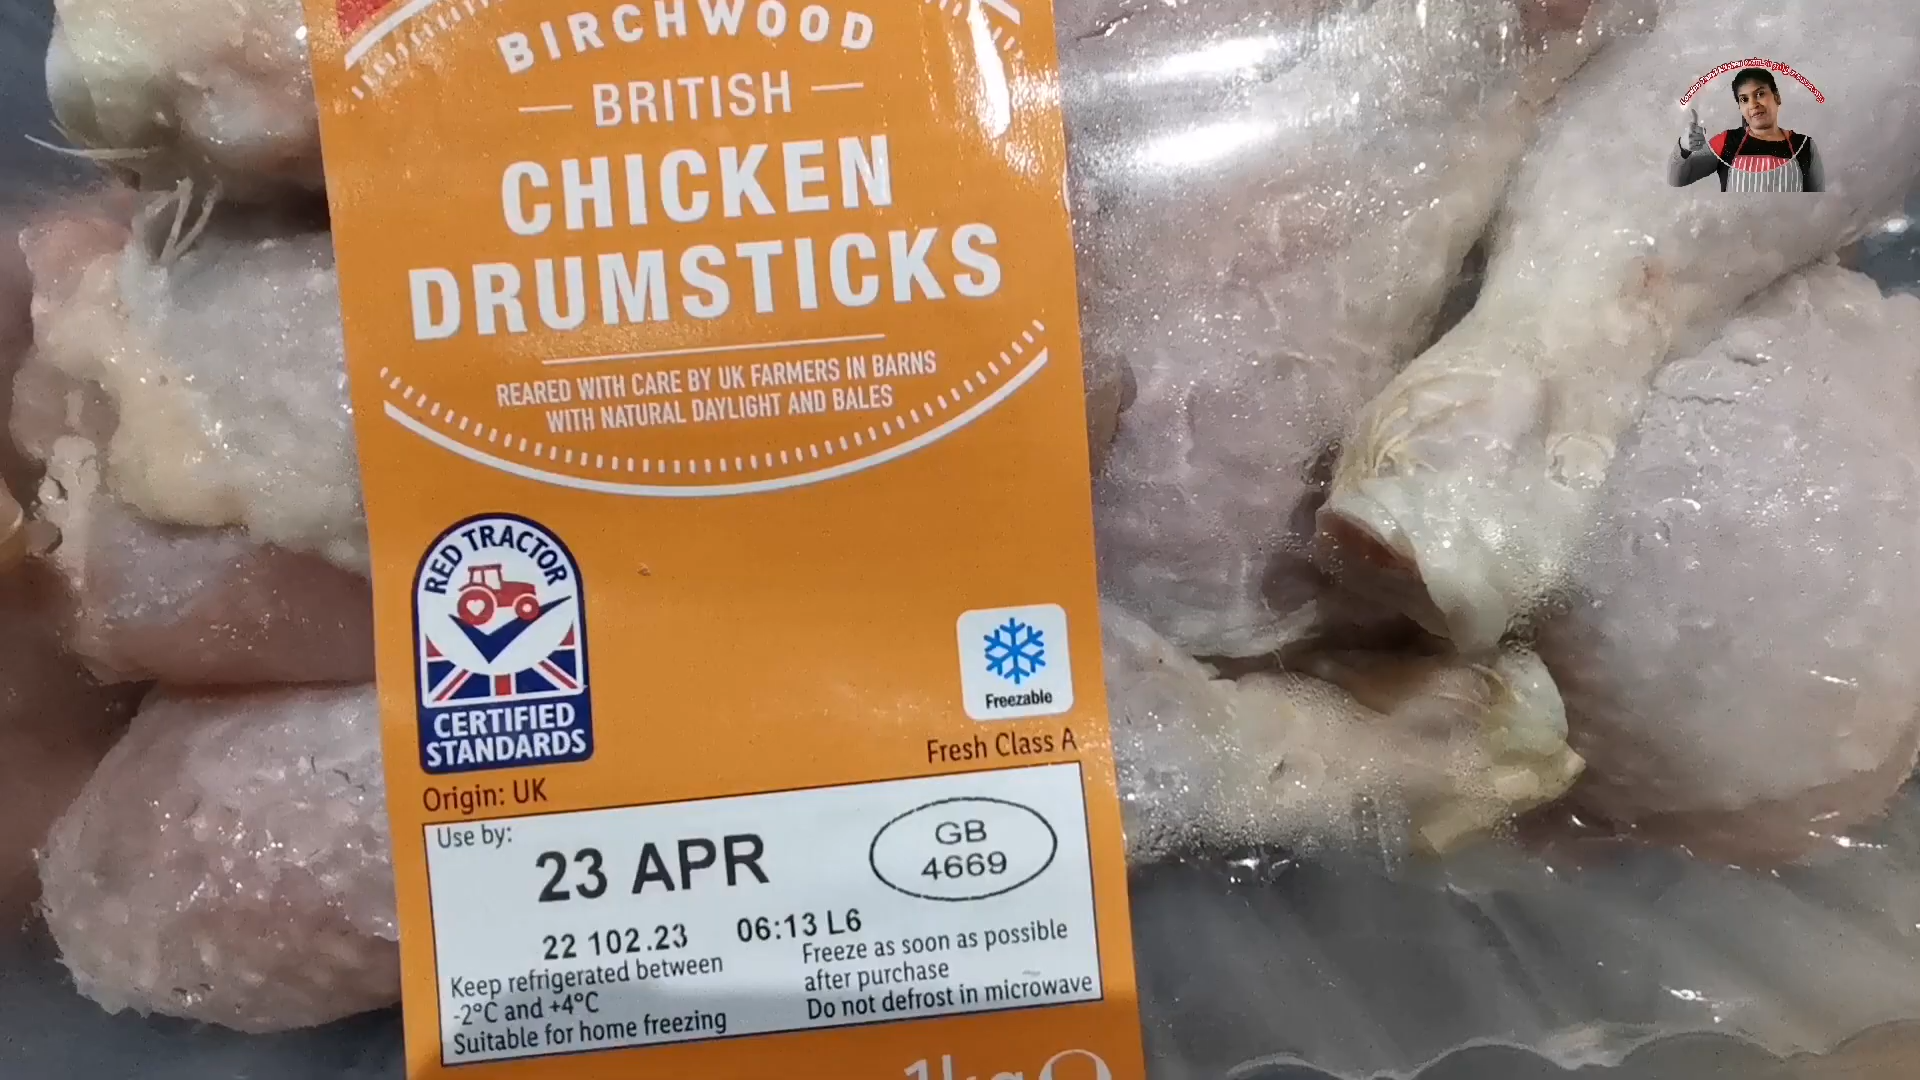 BIRCHWOOD
BRITISH
CHICKEN
DRUMSTICKS
REARED WITH CARE BY UK FARMERS IN BARNS
WITH NATURAL DAYLIGHT AND BALES
RED TRACTOR
CERTIFIED
STANDARDS
Freezable
Fresh Class A
Origin: UK
Use by:
23 APR
GB
4669
22 102.23 06:13 L6
Keep refrigerated between
-2°C and +4°C
Suitable for home freezing
Freeze as soon as possible
after purchase
Do not defrost in microwave
1kg